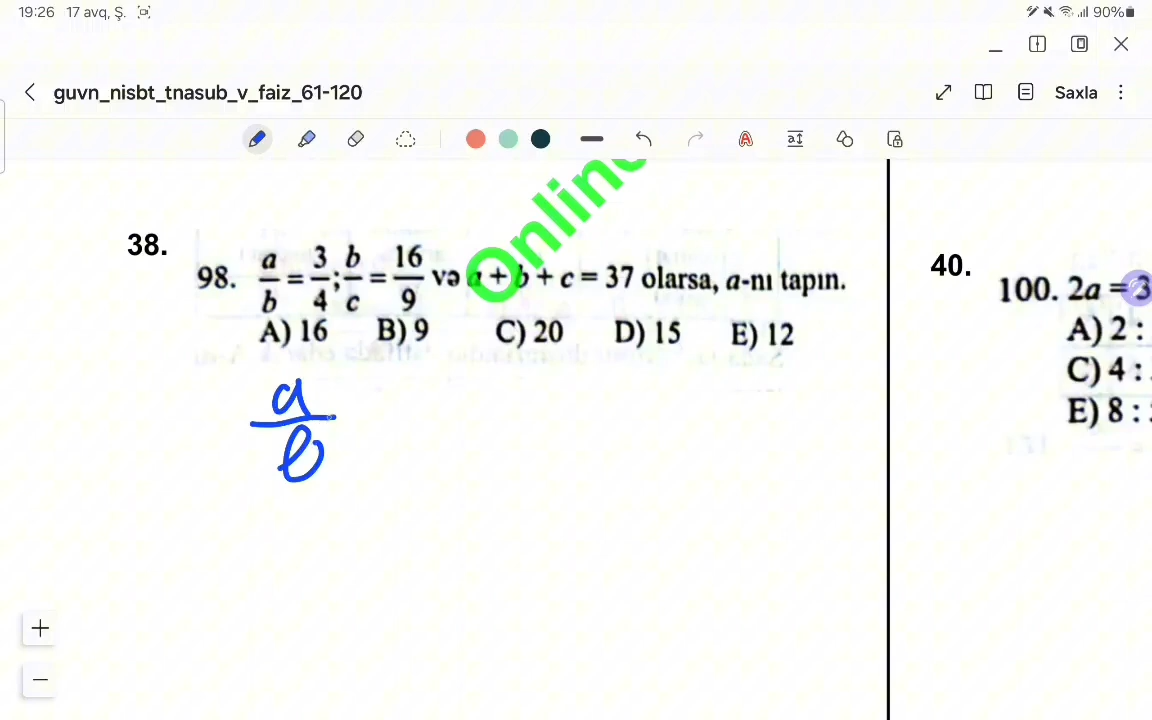 19:26 17 avq, Ş. 90%
guvn_nisbt_tnasub_v_faiz_61-120 Saxla
Online
38.
98. a/b = 3/4; b/c = 16/9 və a + b + c = 37 olarsa, a-nı tapın.
A) 16 B) 9 C) 20 D) 15 E) 12
a/b
40.
100. 2a = 3
A) 2 :
C) 4 :
E) 8 :